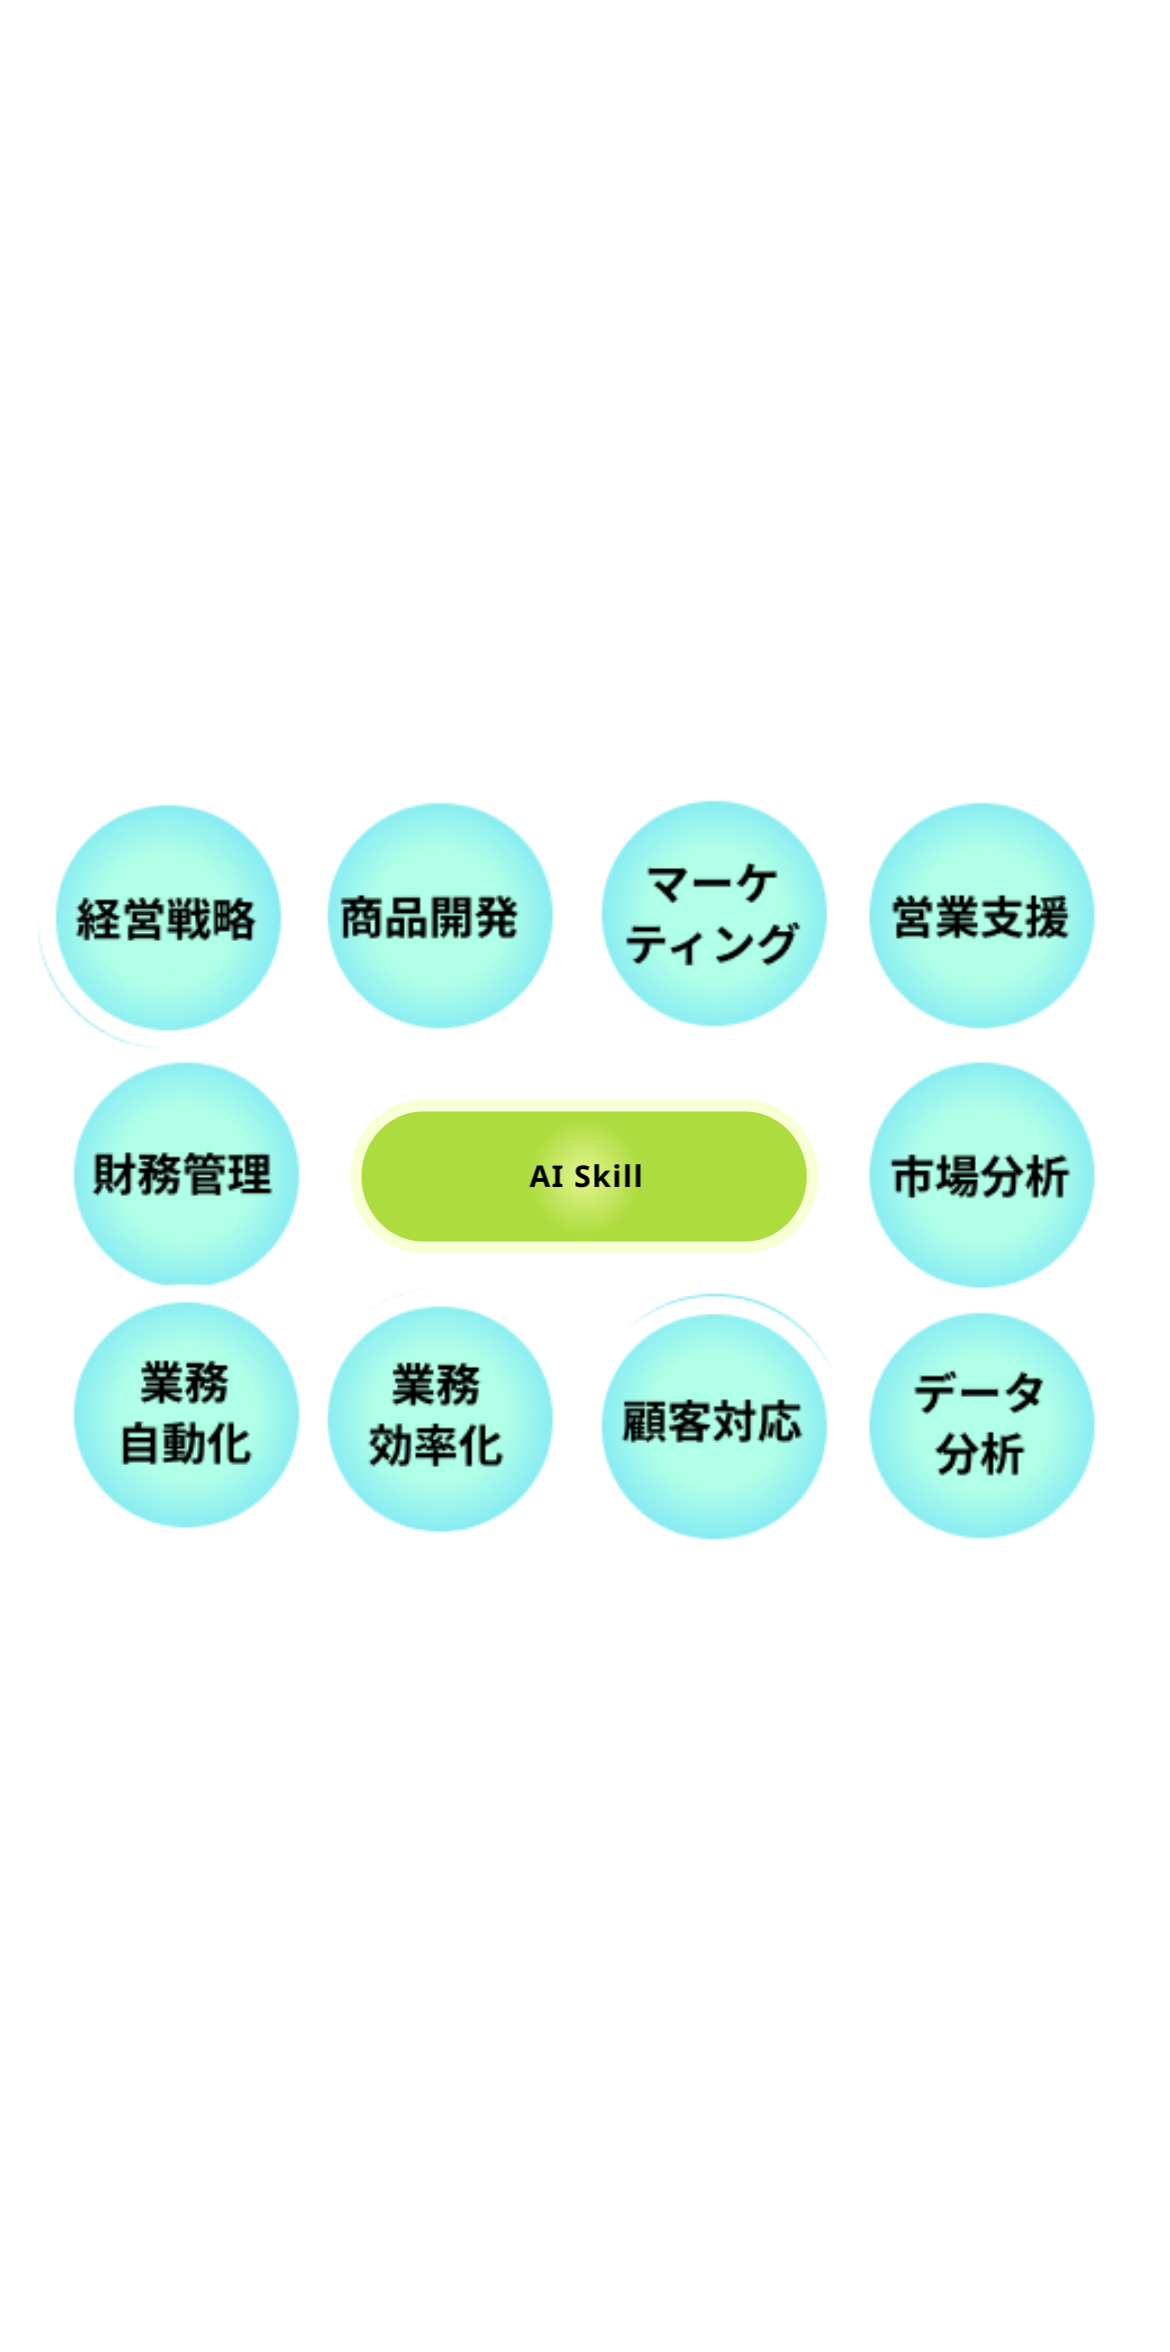 経営戦略
商品開発
マーケ
ティング
営業支援
財務管理
AI Skill
市場分析
業務
自動化
業務
効率化
顧客対応
データ
分析